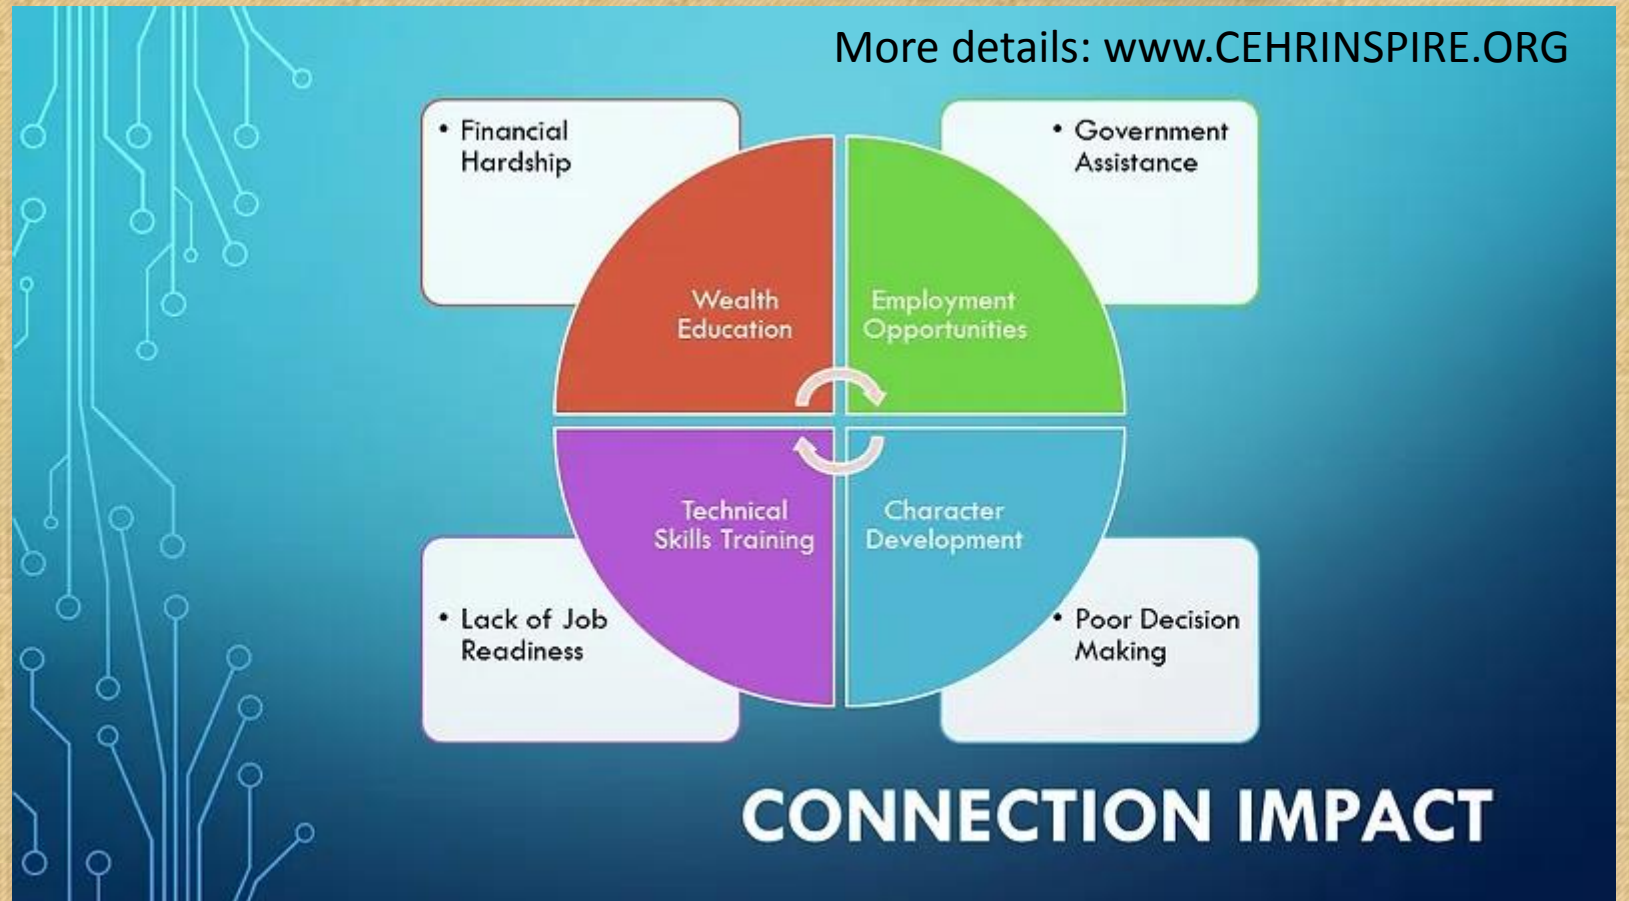 More details: www.CEHRINSPIRE.ORG
• Financial
Hardship
• Government
Assistance
Wealth
Education
Employment
Opportunities
Technical
Skills Training
Character
Development
• Lack of Job
Readiness
• Poor Decision
Making
CONNECTION IMPACT